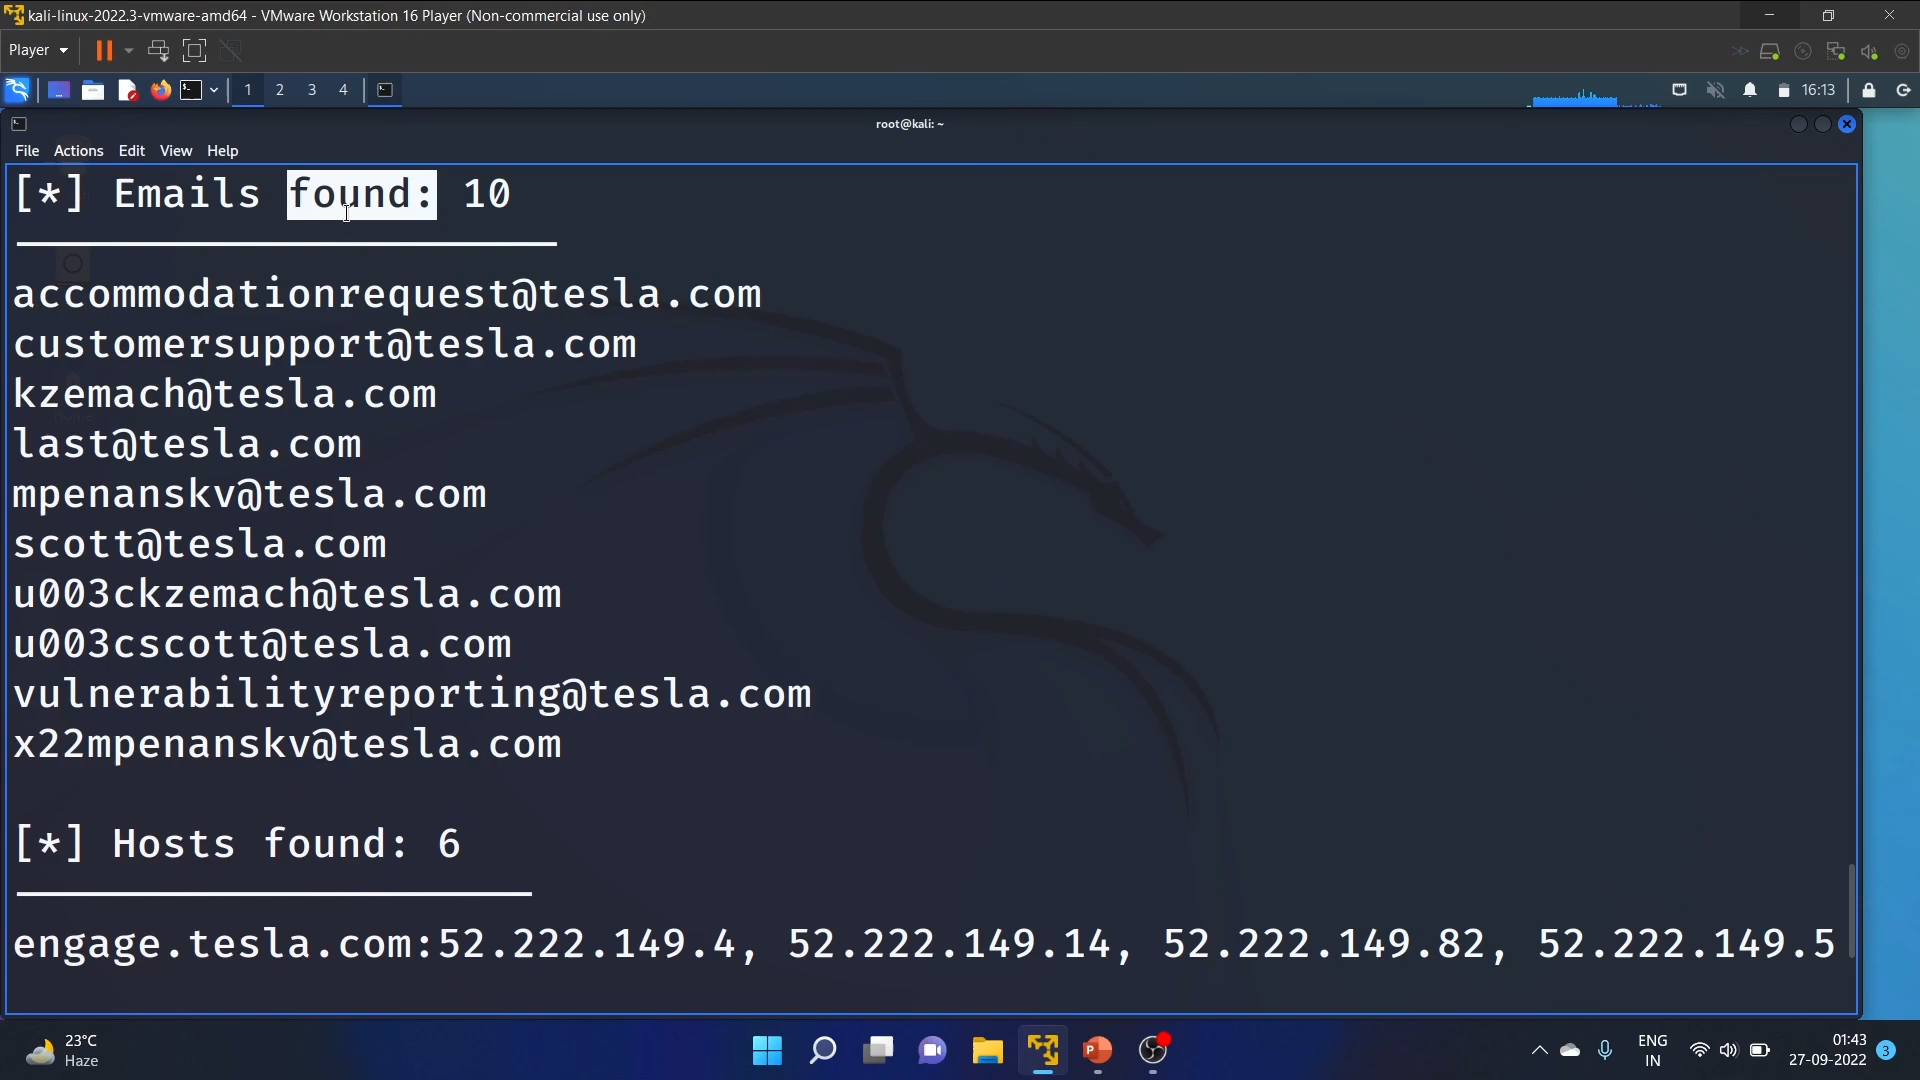 kali-linux-2022.3-vmware-amd64 - VMware Workstation 16 Player (Non-commercial use only)
Player
1 2 3 4
16:13
root@kali: ~
File Actions Edit View Help
[*] Emails found: 10
accommodationrequest@tesla.com
customersupport@tesla.com
kzemach@tesla.com
last@tesla.com
mpenanskv@tesla.com
scott@tesla.com
u003ckzemach@tesla.com
u003cscott@tesla.com
vulnerabilityreporting@tesla.com
x22mpenanskv@tesla.com
[*] Hosts found: 6
engage.tesla.com:52.222.149.4, 52.222.149.14, 52.222.149.82, 52.222.149.5
23°C
Haze
ENG
IN
01:43
27-09-2022
3